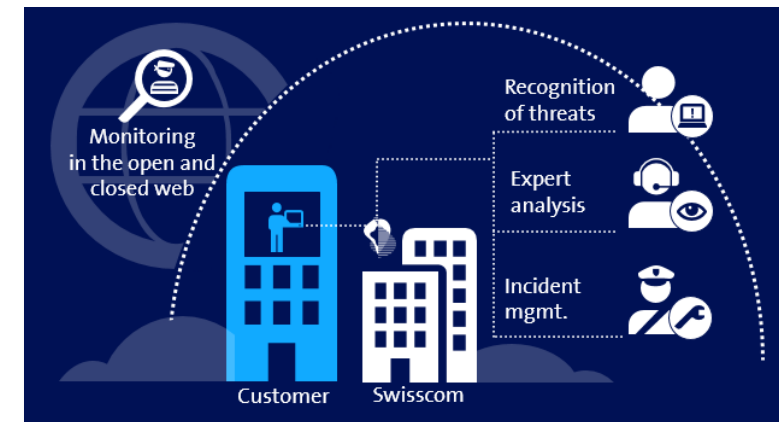 Monitoring
in the open and
closed web
Recognition
of threats
Expert
analysis
Incident
mgmt.
Customer
Swisscom